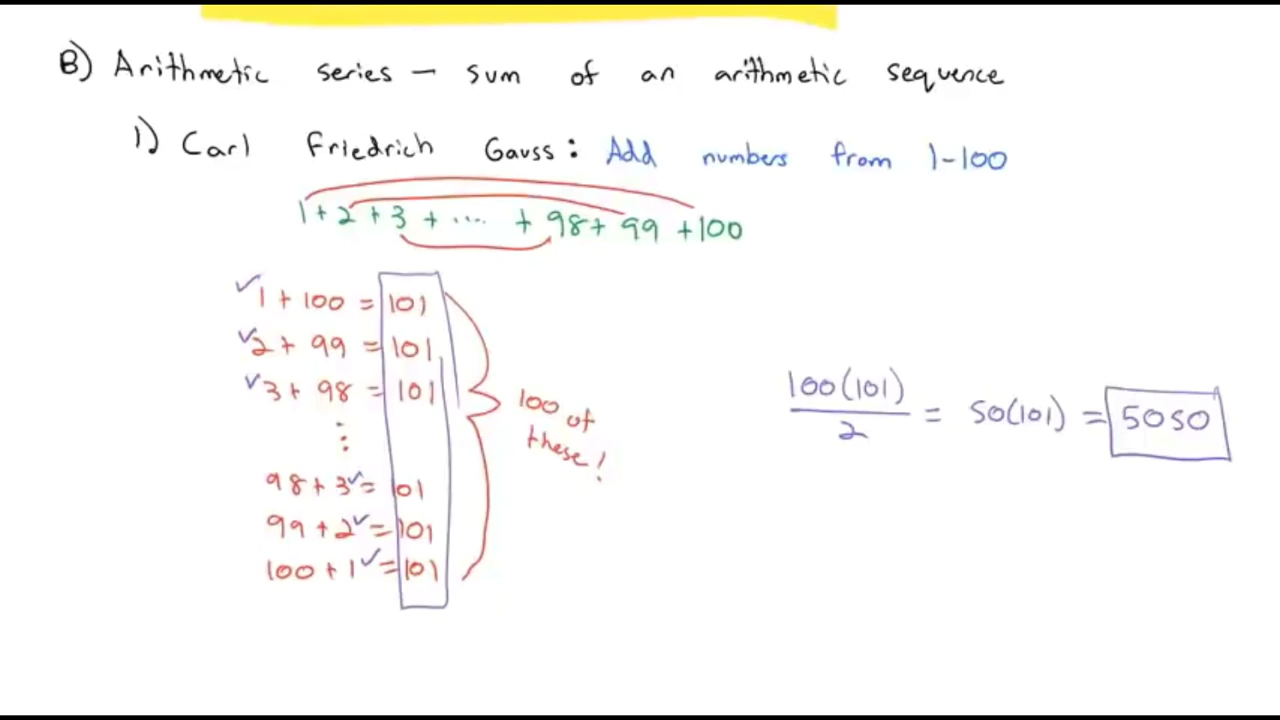 B) Arithmetic series – sum of an arithmetic sequence
1) Carl Friedrich Gauss: Add numbers from 1-100
1 + 2 + 3 + .... + 98 + 99 + 100
1 + 100 = 101
2 + 99 = 101
3 + 98 = 101
⋮
98 + 3 = 101
99 + 2 = 101
100 + 1 = 101
100 of
these!
100(101)/2 = 50(101) = 5050